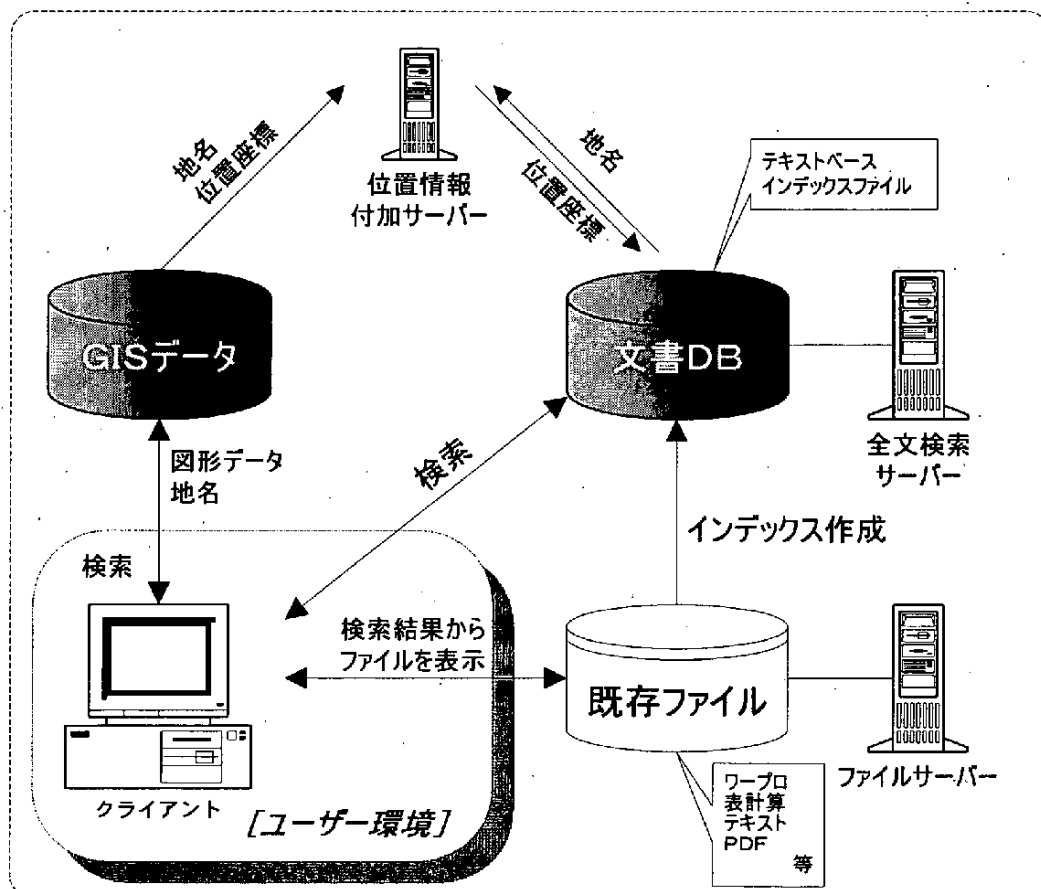 地名
位置座標
位置情報
付加サーバー
地名
位置座標
テキストベース
インデックスファイル
GISデータ
文書DB
全文検索
サーバー
図形データ
地名
検索
検索
インデックス作成
検索結果から
ファイルを表示
既存ファイル
クライアント
[ユーザー環境]
ファイルサーバー
ワープロ
表計算
テキスト
PDF
等